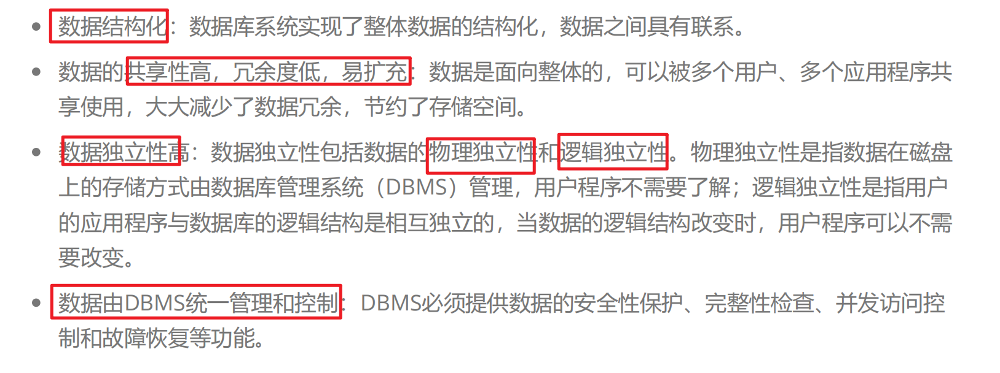 数据结构化：数据库系统实现了整体数据的结构化，数据之间具有联系。
数据的共享性高，冗余度低，易扩充：数据是面向整体的，可以被多个用户、多个应用程序共
享使用，大大减少了数据冗余，节约了存储空间。
数据独立性高：数据独立性包括数据的物理独立性和逻辑独立性。物理独立性是指数据在磁盘
上的存储方式由数据库管理系统（DBMS）管理，用户程序不需要了解；逻辑独立性是指用户
的应用程序与数据库的逻辑结构是相互独立的，当数据的逻辑结构改变时，用户程序可以不需
要改变。
数据由DBMS统一管理和控制：DBMS必须提供数据的安全性保护、完整性检查、并发访问控
制和故障恢复等功能。